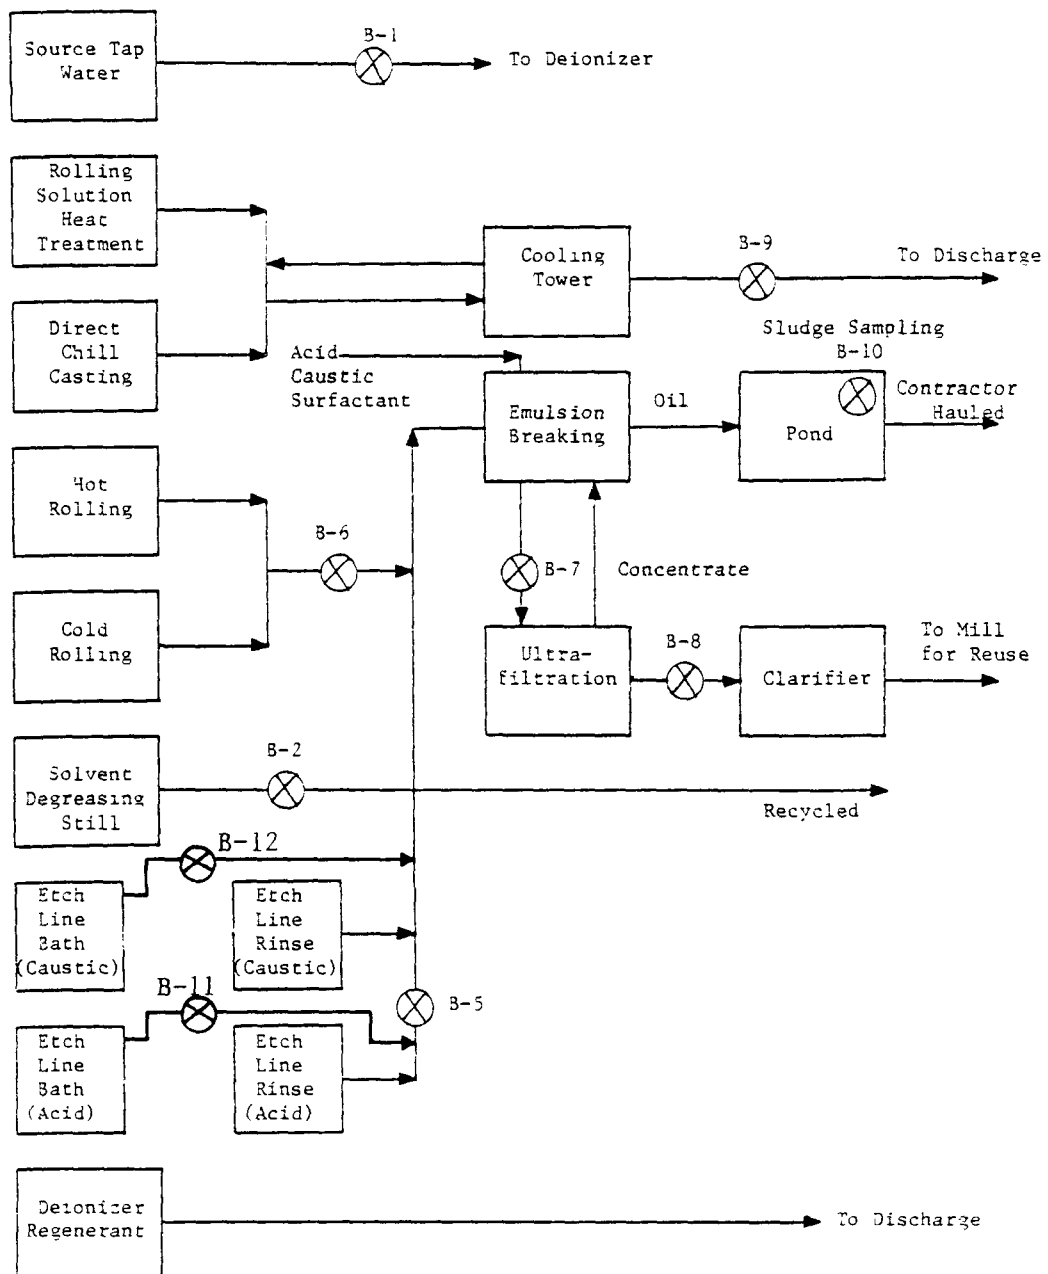 Source Tap
Water
B-1
To Deionizer
Rolling
Solution
Heat
Treatment
Cooling
Tower
B-9
To Discharge
Direct
Chill
Casting
Acid
Caustic
Surfactant
Sludge Sampling
B-10
Emulsion
Breaking
Oil
Pond
Contractor
Hauled
Hot
Rolling
B-6
B-7
Concentrate
Cold
Rolling
Ultra-
filtration
B-8
Clarifier
To Mill
for Reuse
Solvent
Degreasing
Still
B-2
Recycled
B-12
Etch
Line
Bath
(Caustic)
Etch
Line
Rinse
(Caustic)
B-11
B-5
Etch
Line
Bath
(Acid)
Etch
Line
Rinse
(Acid)
Deionizer
Regenerant
To Discharge